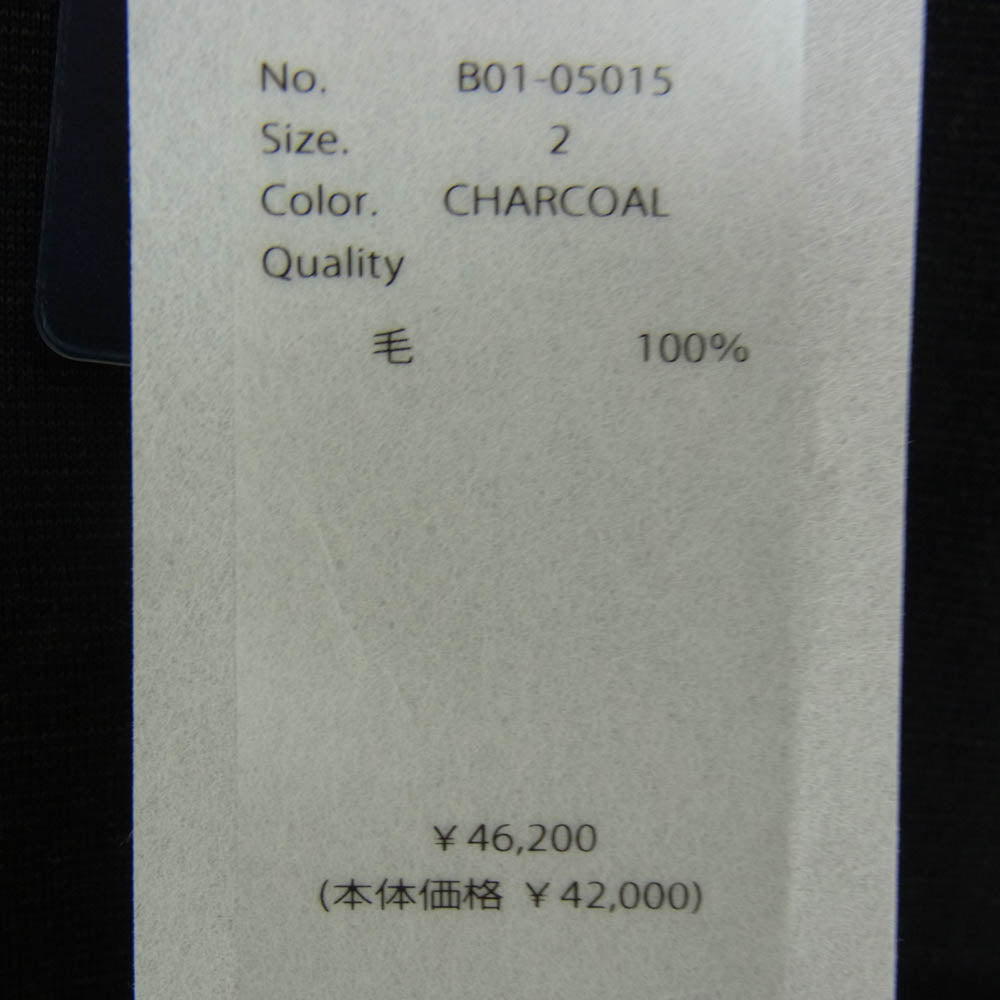 No. B01-05015
Size. 2
Color. CHARCOAL
Quality
毛 100%
¥ 46,200
(本体価格 ¥ 42,000)